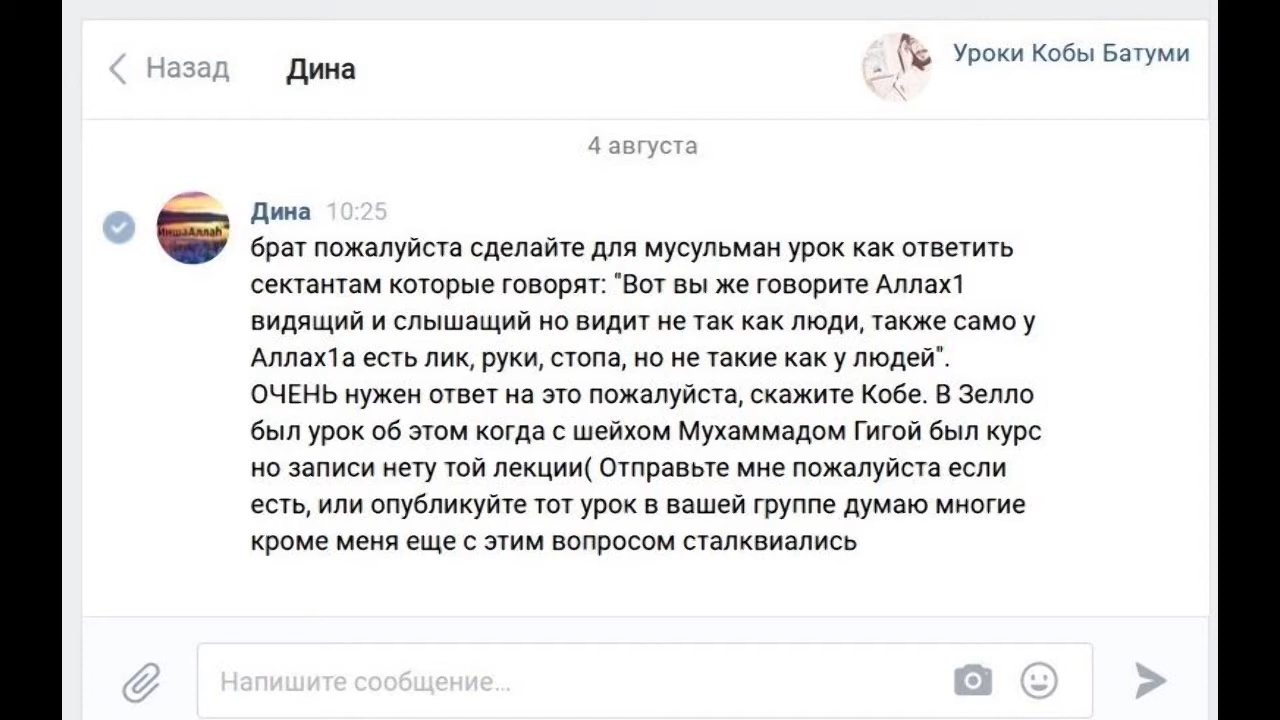 Назад
Дина
Уроки Кобы Батуми
4 августа
Дина 10:25
брат пожалуйста сделайте для мусульман урок как ответить
сектантам которые говорят: "Вот вы же говорите Аллах1
видящий и слышащий но видит не так как люди, также само у
Аллах1а есть лик, руки, стопа, но не такие как у людей".
ОЧЕНЬ нужен ответ на это пожалуйста, скажите Кобе. В Зелло
был урок об этом когда с шейхом Мухаммадом Гигой был курс
но записи нету той лекции( Отправьте мне пожалуйста если
есть, или опубликуйте тот урок в вашей группе думаю многие
кроме меня еще с этим вопросом сталквиались
Напишите сообщение...